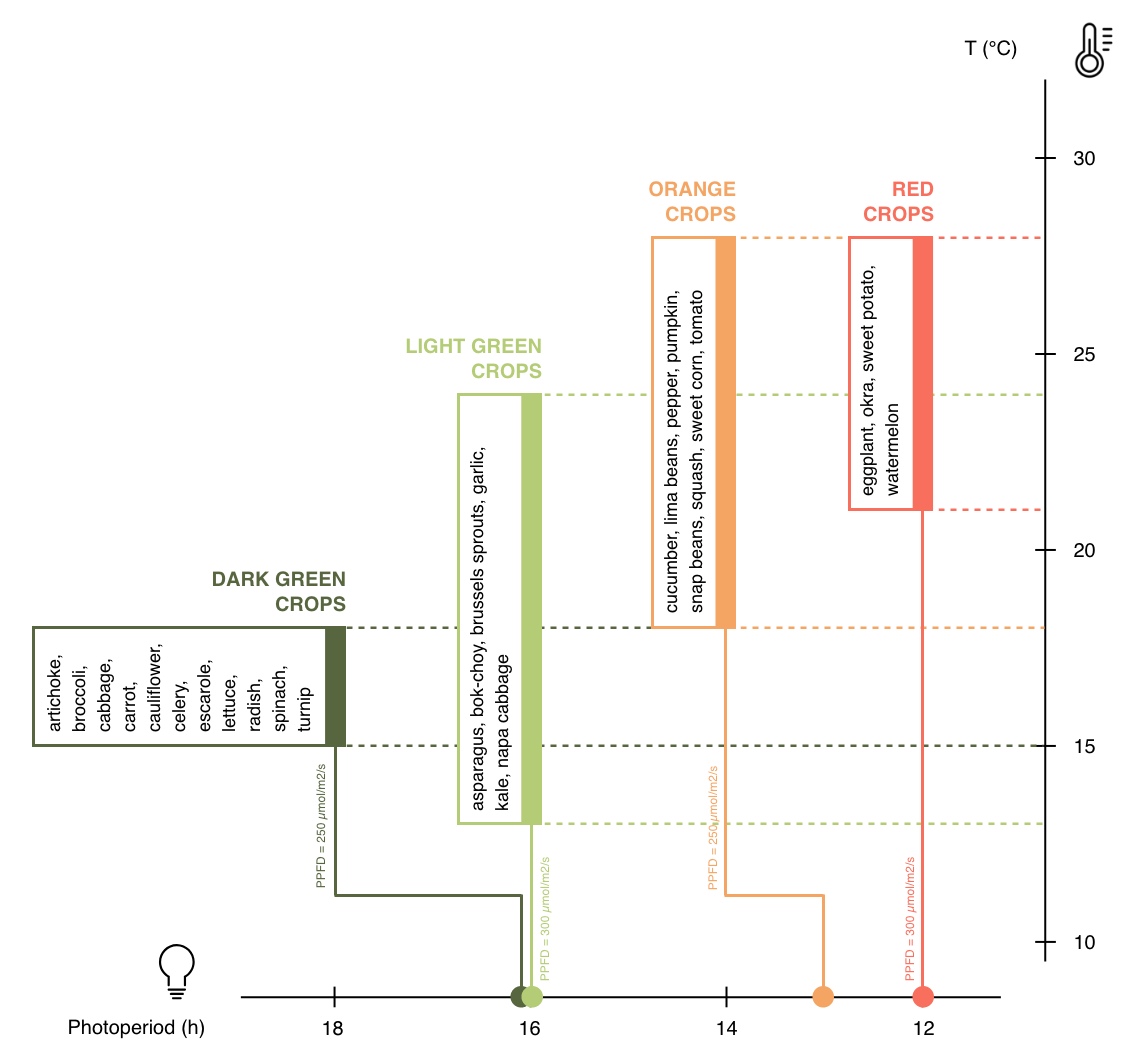 T (°C)
30
ORANGE
CROPS
RED
CROPS
25
LIGHT GREEN
CROPS
cucumber, lima beans, pepper, pumpkin,
snap beans, squash, sweet corn, tomato
eggplant, okra, sweet potato,
watermelon
20
DARK GREEN
CROPS
artichoke,
broccoli,
cabbage,
carrot,
cauliflower,
celery,
escarole,
lettuce,
radish,
spinach,
turnip
asparagus, bok-choy, brussels sprouts, garlic,
kale, napa cabbage
15
PPFD = 250 µmol/m2/s
PPFD = 300 µmol/m2/s
PPFD = 250 µmol/m2/s
PPFD = 300 µmol/m2/s
10
Photoperiod (h)
18
16
14
12